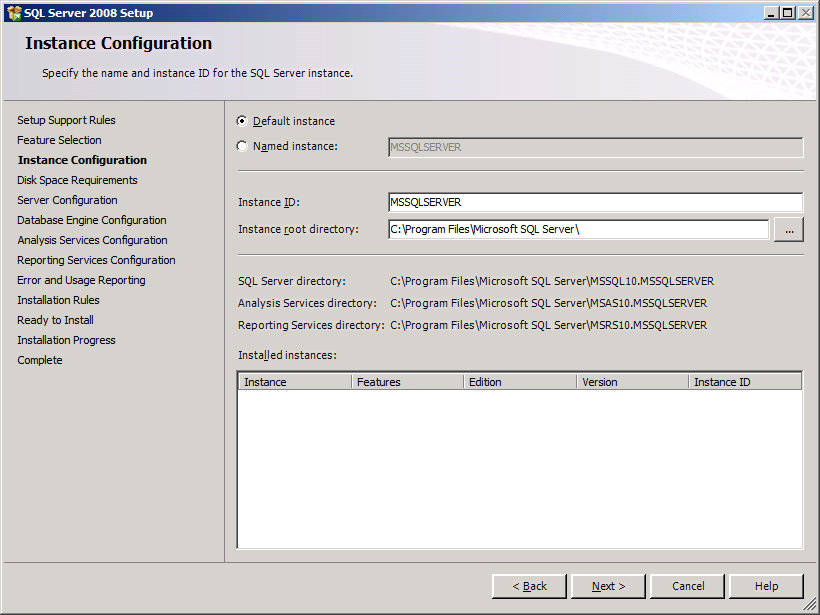 SQL Server 2008 Setup
Instance Configuration
Specify the name and instance ID for the SQL Server instance.
Setup Support Rules
Feature Selection
Instance Configuration
Disk Space Requirements
Server Configuration
Database Engine Configuration
Analysis Services Configuration
Reporting Services Configuration
Error and Usage Reporting
Installation Rules
Ready to Install
Installation Progress
Complete
Default instance
Named instance: MSSQLSERVER
Instance ID: MSSQLSERVER
Instance root directory: C:\Program Files\Microsoft SQL Server\ ...
SQL Server directory: C:\Program Files\Microsoft SQL Server\MSSQL10.MSSQLSERVER
Analysis Services directory: C:\Program Files\Microsoft SQL Server\MSAS10.MSSQLSERVER
Reporting Services directory: C:\Program Files\Microsoft SQL Server\MSRS10.MSSQLSERVER
Installed instances:
Instance Features Edition Version Instance ID
< Back Next > Cancel Help